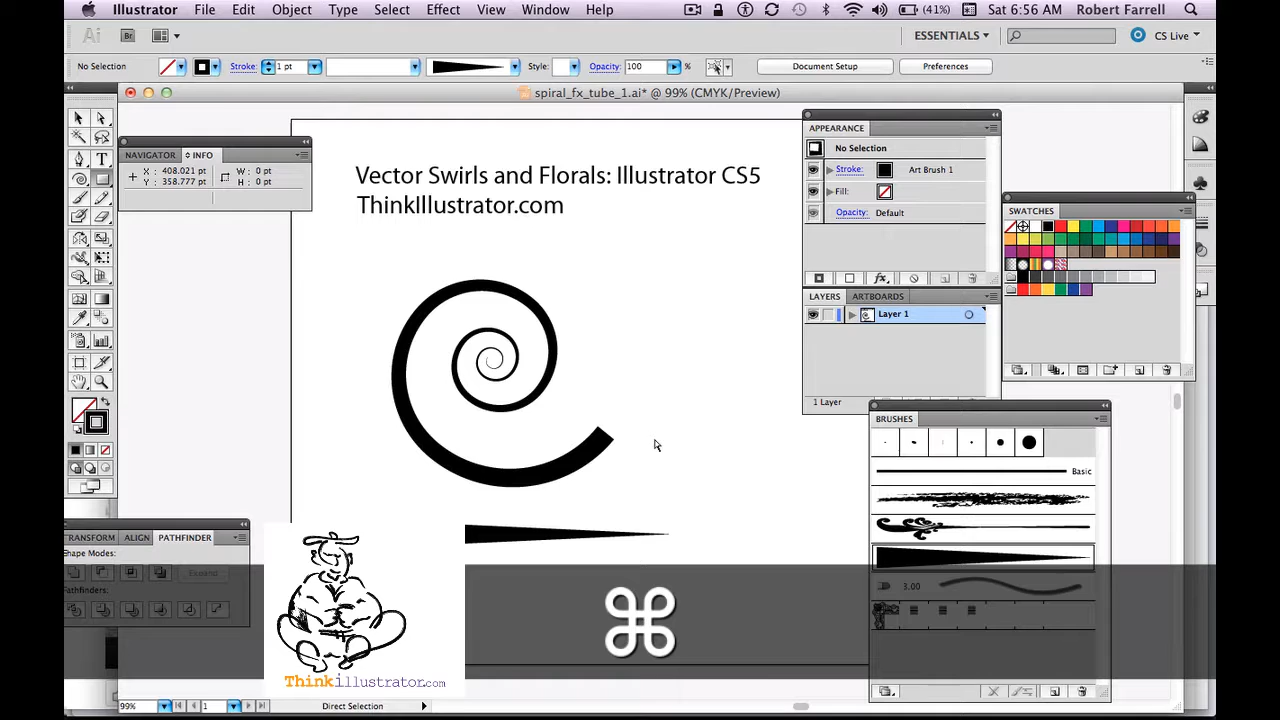 Illustrator File Edit Object Type Select Effect View Window Help (41%) Sat 6:56 AM Robert Farrell
Ai Br ESSENTIALS CS Live
No Selection Stroke: 1 pt Style: Opacity: 100 % Document Setup Preferences
spiral_fx_tube_1.ai* @ 99% (CMYK/Preview)
NAVIGATOR INFO
X : 408.021 pt
Y : 358.777 pt
W : 0 pt
H : 0 pt
Vector Swirls and Florals: Illustrator CS5
ThinkIllustrator.com
APPEARANCE
No Selection
Stroke: Art Brush 1
Fill:
Opacity: Default
LAYERS ARTBOARDS
Layer 1
1 Layer
SWATCHES
BRUSHES
Basic
3.00
TRANSFORM ALIGN PATHFINDER
Shape Modes:
Expand
Pathfinders:
⌘
Thinkillustrator.com
99% 1 Direct Selection